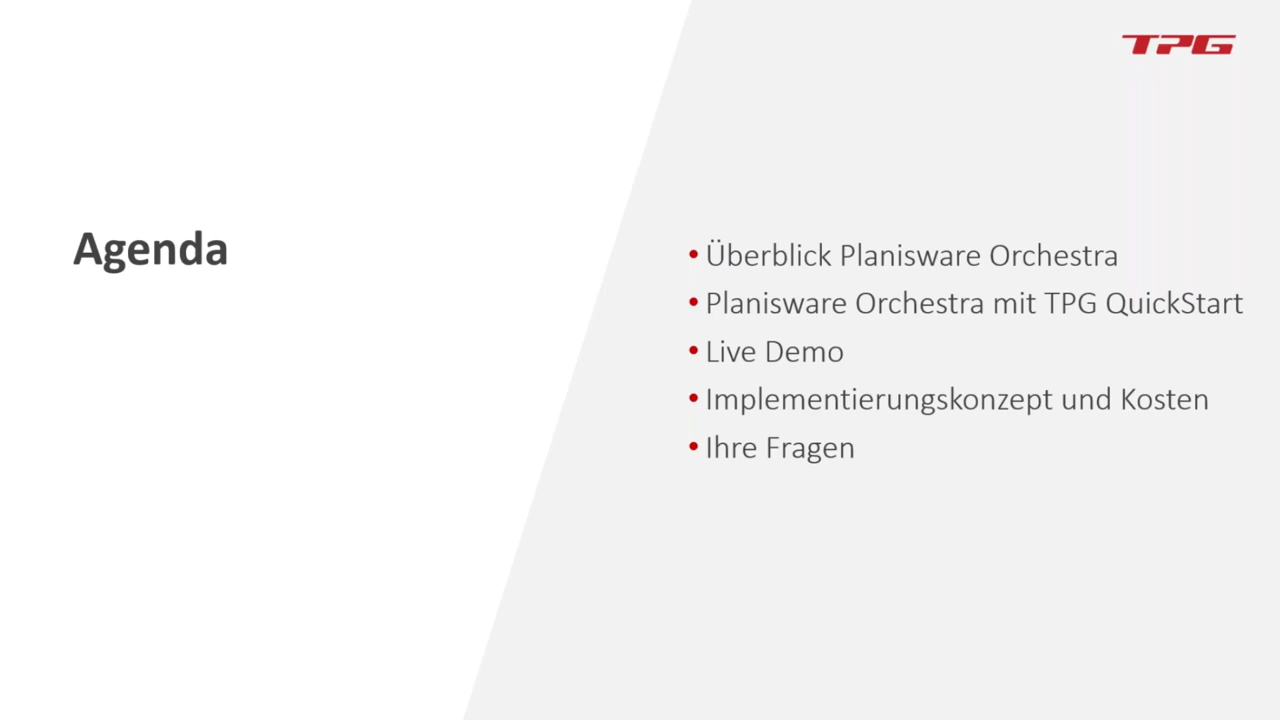 TPG
Agenda
• Überblick Planisware Orchestra
• Planisware Orchestra mit TPG QuickStart
• Live Demo
• Implementierungskonzept und Kosten
• Ihre Fragen